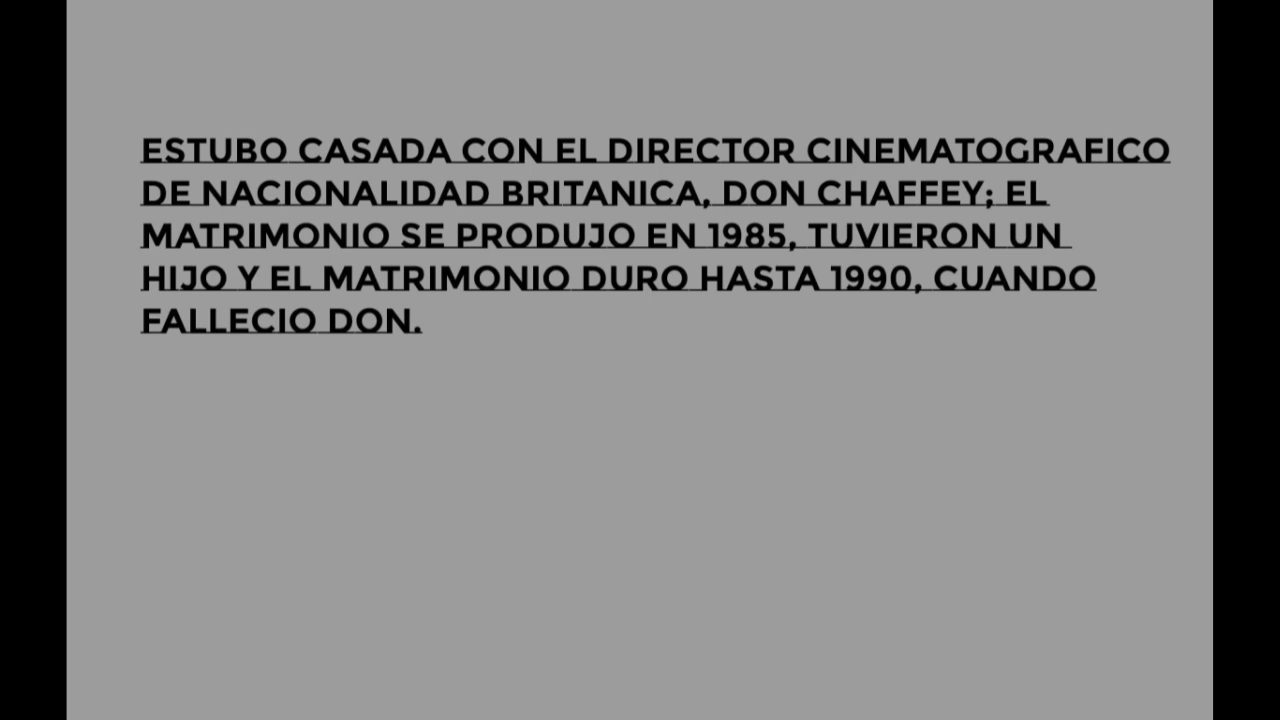 ESTUBO CASADA CON EL DIRECTOR CINEMATOGRAFICO
DE NACIONALIDAD BRITANICA, DON CHAFFEY; EL
MATRIMONIO SE PRODUJO EN 1985, TUVIERON UN
HIJO Y EL MATRIMONIO DURO HASTA 1990, CUANDO
FALLECIO DON.